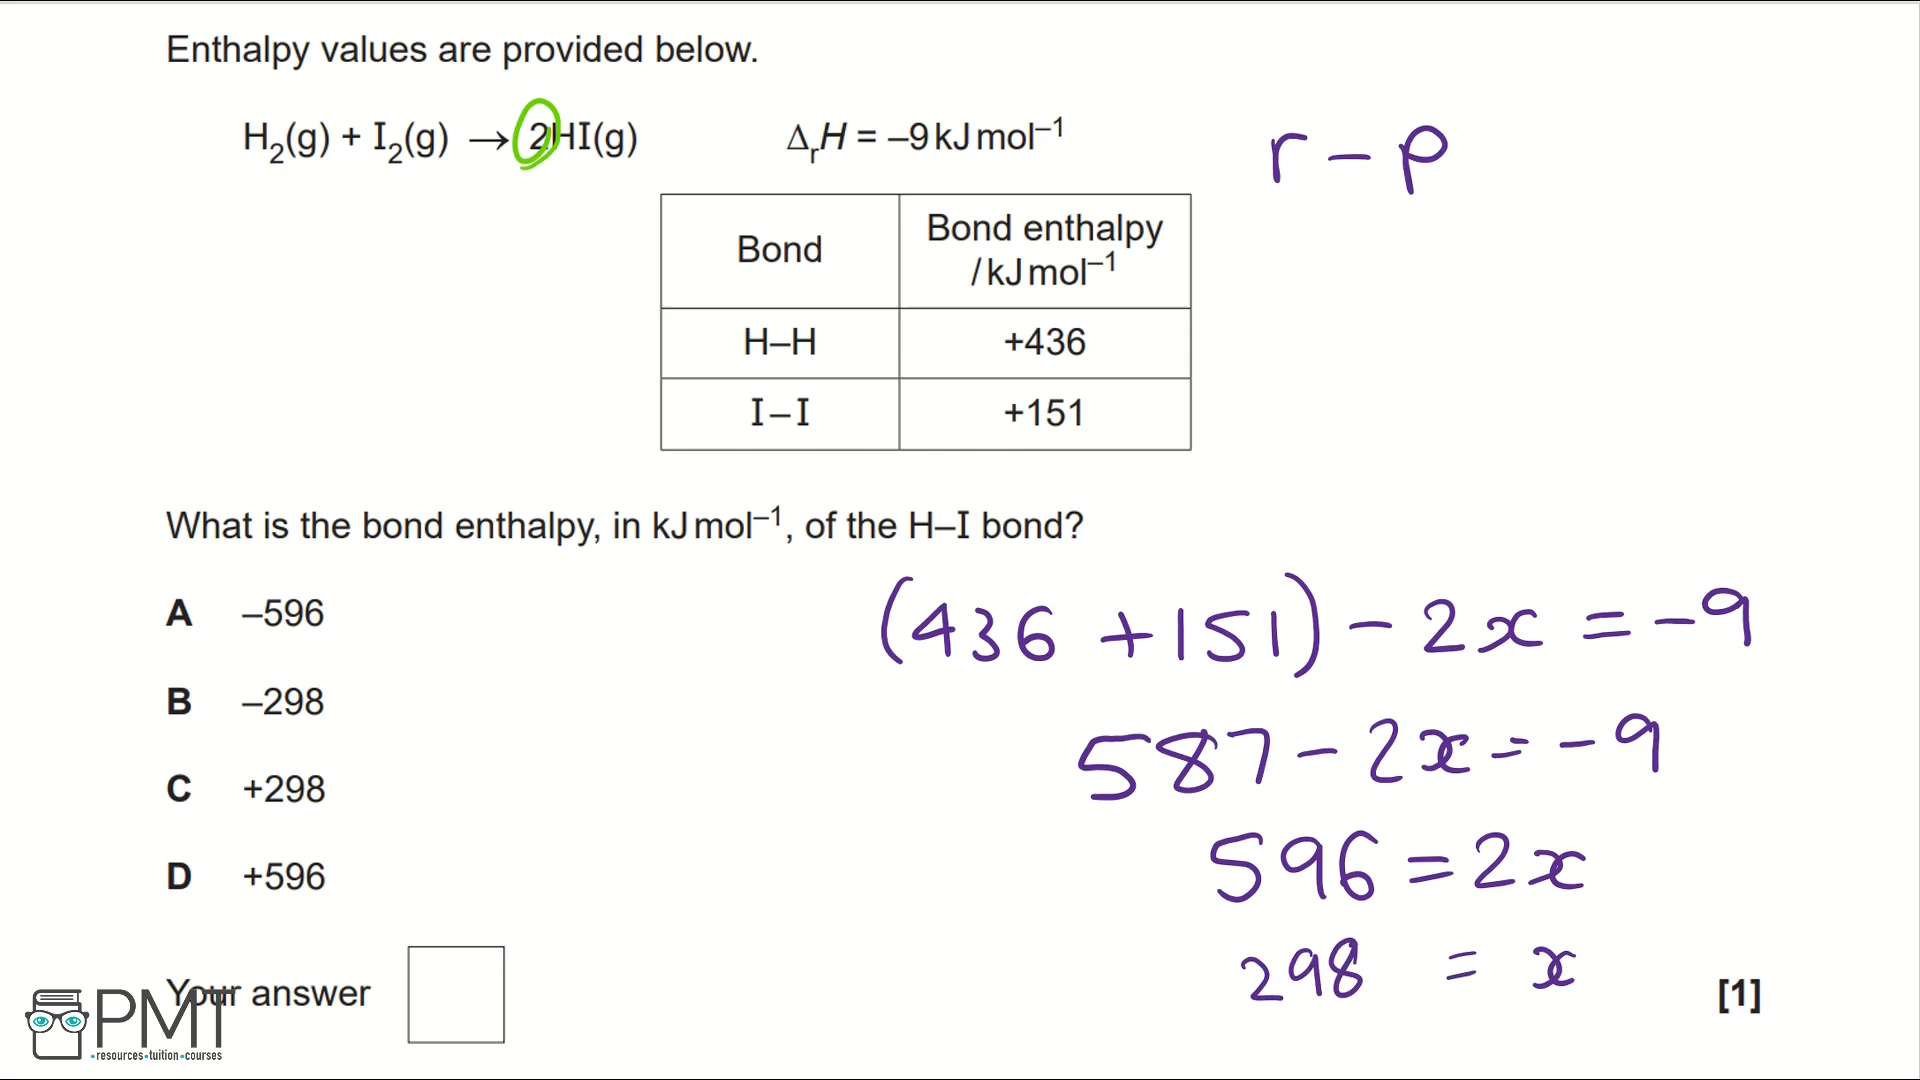 Enthalpy values are provided below.
H₂(g) + I₂(g) → 2HI(g) ΔᵣH = –9 kJ mol⁻¹
r – p
Bond Bond enthalpy / kJ mol⁻¹
H–H +436
I–I +151
What is the bond enthalpy, in kJ mol⁻¹, of the H–I bond?
A –596
(436 + 151) – 2x = –9
B –298
587 – 2x = –9
C +298
D +596
596 = 2x
298 = x
Your answer
[1]
PMT
•resources•tuition•courses